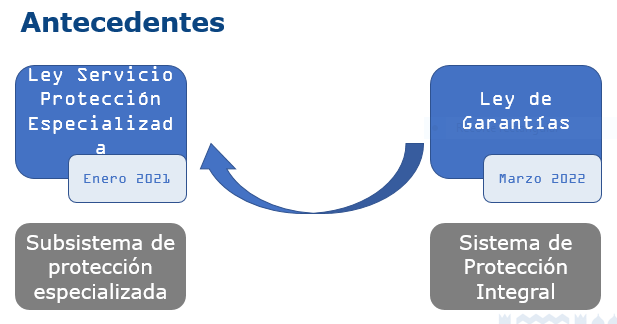 Antecedentes
Ley Servicio
Protección
Especializad
a
Enero 2021
Subsistema de
protección
especializada
Ley de
Garantías
Marzo 2022
Sistema de
Protección
Integral